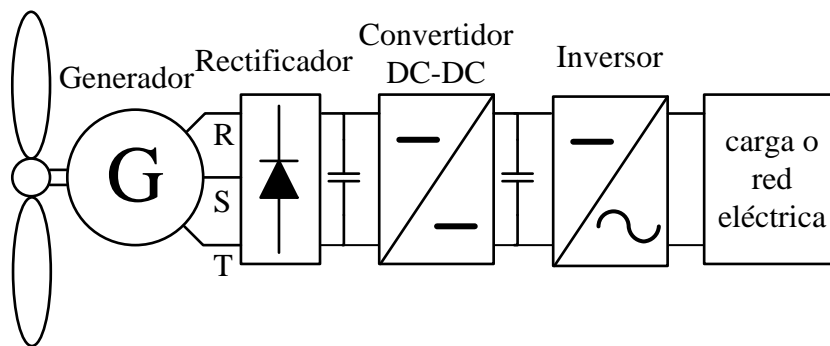 Generador
Rectificador
Convertidor
DC-DC
Inversor
G
R
S
T
carga o
red
eléctrica